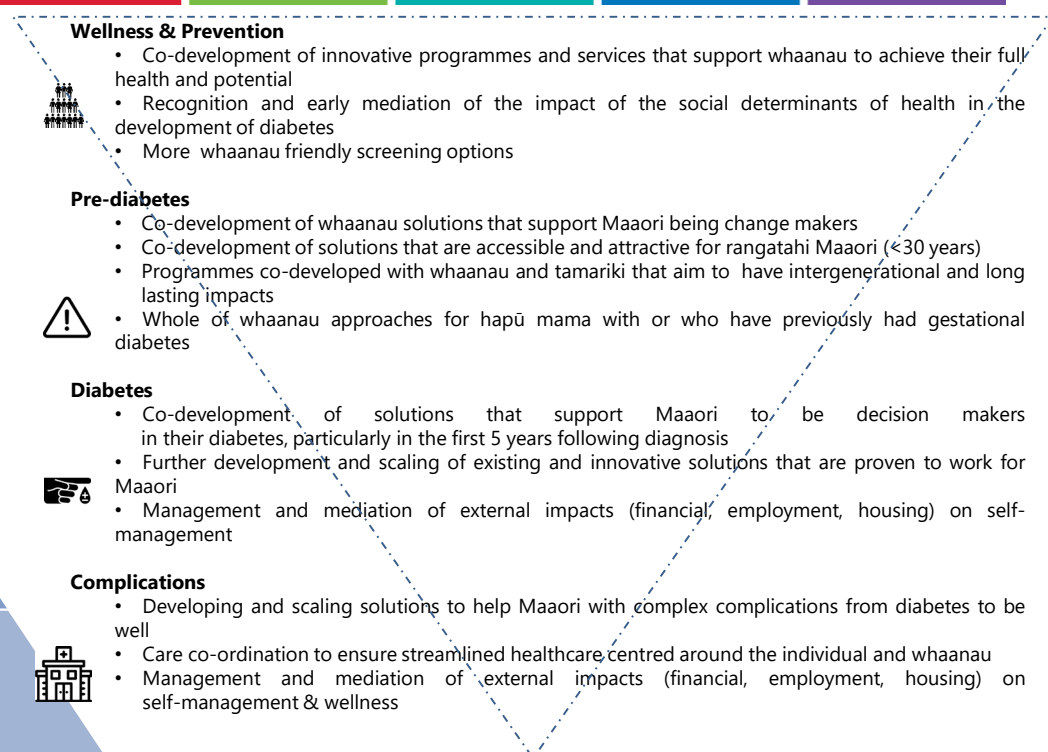 Wellness & Prevention
• Co-development of innovative programmes and services that support whaanau to achieve their full
health and potential
• Recognition and early mediation of the impact of the social determinants of health in the
development of diabetes
• More whaanau friendly screening options
Pre-diabetes
• Co-development of whaanau solutions that support Maaori being change makers
• Co-development of solutions that are accessible and attractive for rangatahi Maaori (<30 years)
• Programmes co-developed with whaanau and tamariki that aim to have intergenerational and long
lasting impacts
• Whole of whaanau approaches for hapū mama with or who have previously had gestational
diabetes
Diabetes
• Co-development of solutions that support Maaori to be decision makers
in their diabetes, particularly in the first 5 years following diagnosis
• Further development and scaling of existing and innovative solutions that are proven to work for
Maaori
• Management and mediation of external impacts (financial, employment, housing) on self-
management
Complications
• Developing and scaling solutions to help Maaori with complex complications from diabetes to be
well
• Care co-ordination to ensure streamlined healthcare centred around the individual and whaanau
• Management and mediation of external impacts (financial, employment, housing) on
self-management & wellness